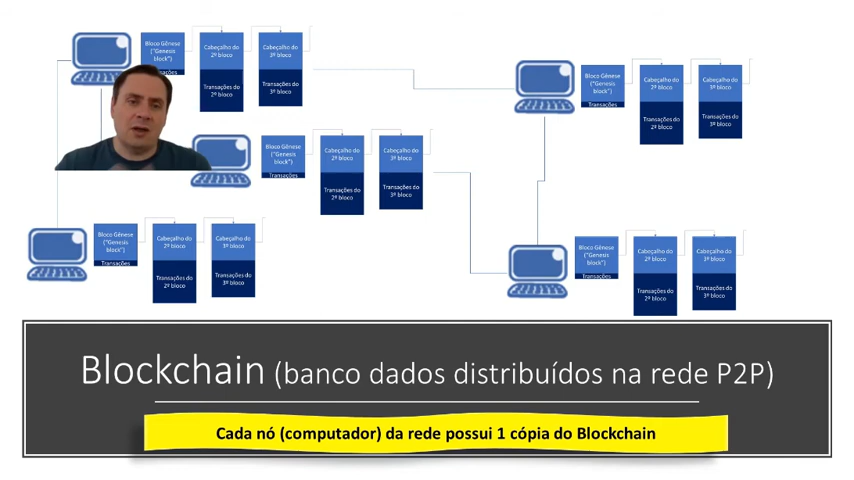 Bloco Gênese
("Genesis
block")
Transações
Cabeçalho do
2º bloco
Transações do
2º bloco
Cabeçalho do
3º bloco
Transações do
3º bloco
Bloco Gênese
("Genesis
block")
Transações
Cabeçalho do
2º bloco
Transações do
2º bloco
Cabeçalho do
3º bloco
Transações do
3º bloco
Bloco Gênese
("Genesis
block")
Transações
Cabeçalho do
2º bloco
Transações do
2º bloco
Cabeçalho do
3º bloco
Transações do
3º bloco
Bloco Gênese
("Genesis
block")
Transações
Cabeçalho do
2º bloco
Transações do
2º bloco
Cabeçalho do
3º bloco
Transações do
3º bloco
Bloco Gênese
("Genesis
block")
Transações
Cabeçalho do
2º bloco
Transações do
2º bloco
Cabeçalho do
3º bloco
Transações do
3º bloco
Blockchain (banco dados distribuídos na rede P2P)
Cada nó (computador) da rede possui 1 cópia do Blockchain